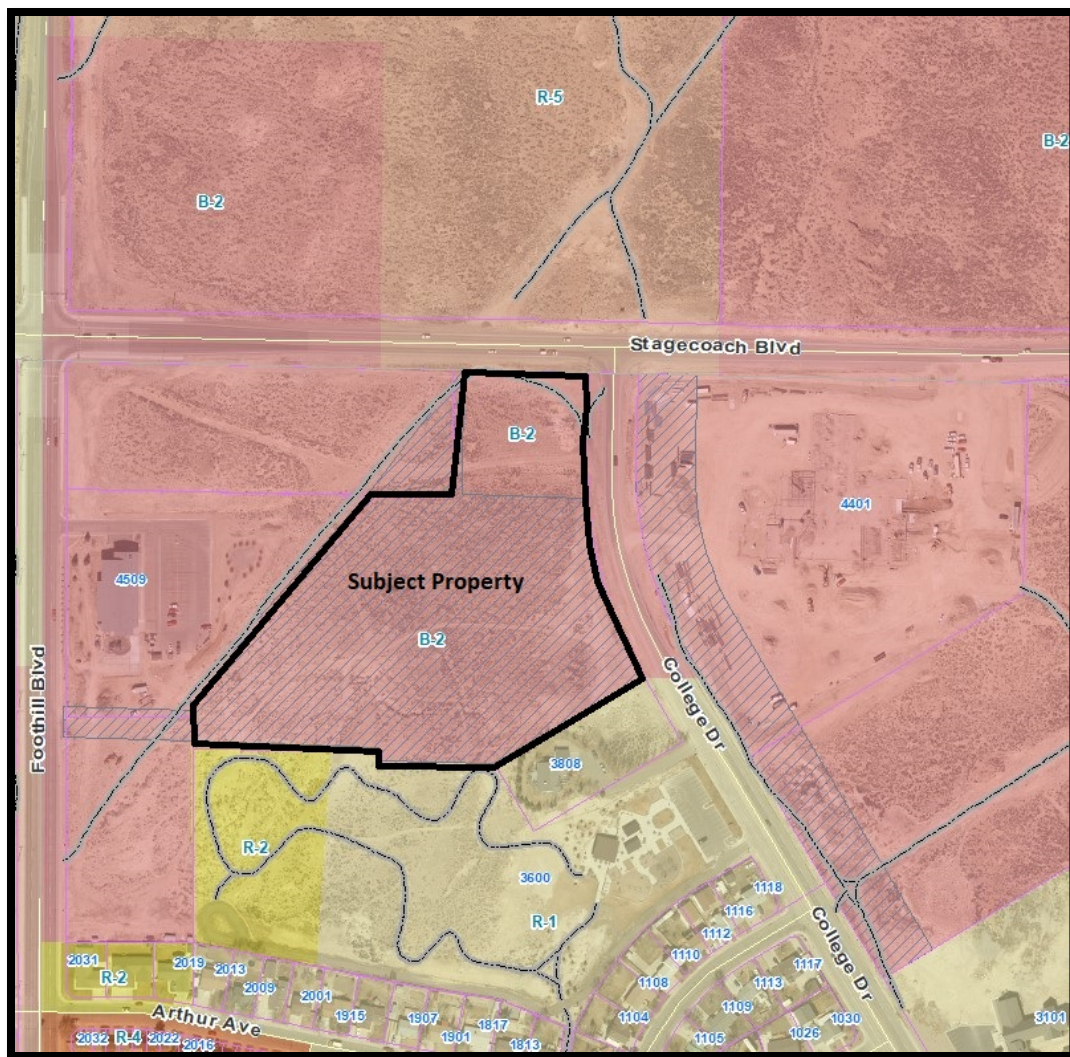 R-5
B-2
B-2
Stagecoach Blvd
B-2
4401
4509
Subject Property
B-2
Foothill Blvd
College Dr
3808
R-2
3600
R-1
1118
1116
1112
1110
1108
1104
College Dr
1117
1113
1109
1105
1030
1026
3101
2031
R-2
2019
2013
2009
2001
1915
1907
1901
1817
1813
Arthur Ave
2032
R-4
2022
2016